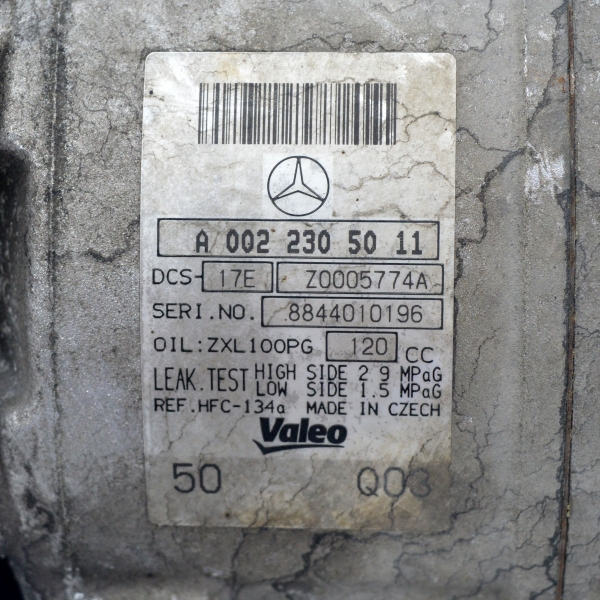 A 002 230 50 11
DCS-17E Z0005774A
SERI.NO. 8844010196
OIL:ZXL100PG 120 CC
LEAK.TEST HIGH SIDE 2.9 MPaG
LOW SIDE 1.5 MPaG
REF.HFC-134a MADE IN CZECH
Valeo
50 Q03